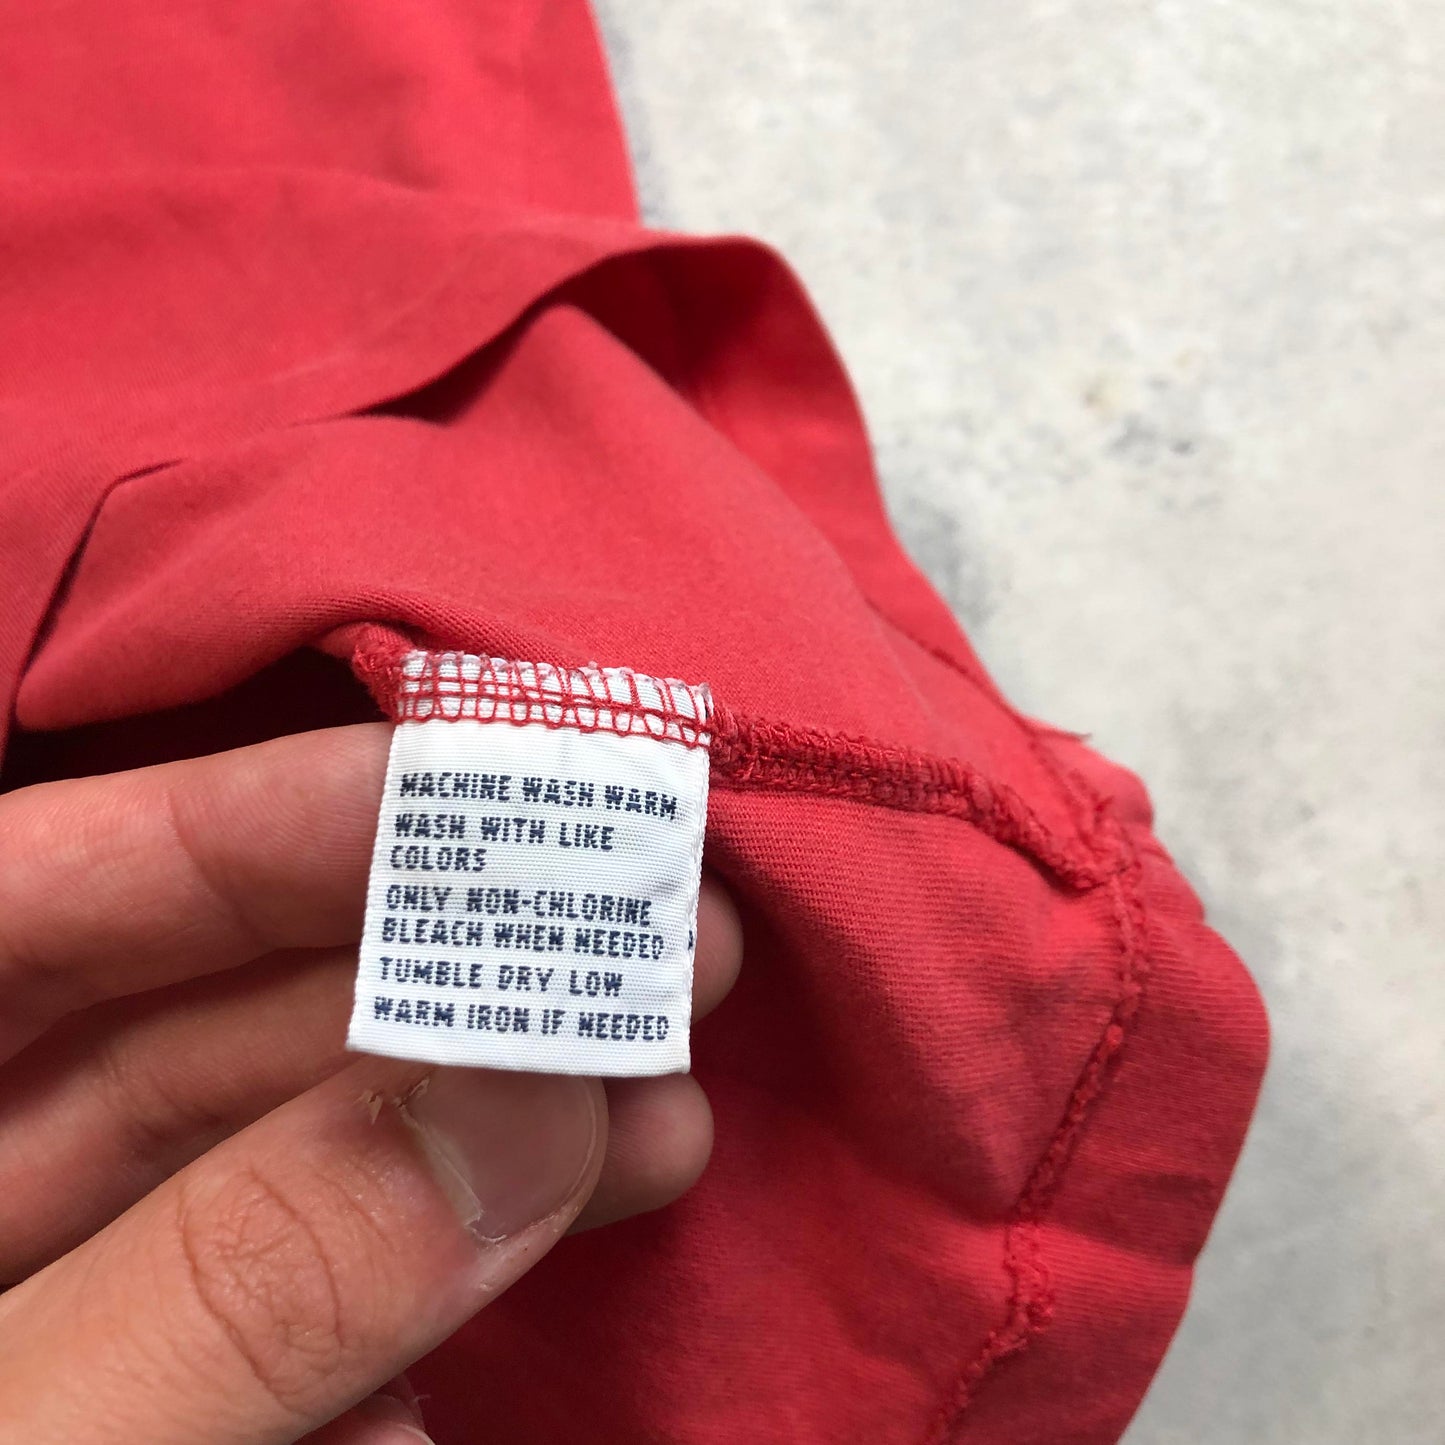 MACHINE WASH WARM
WASH WITH LIKE
COLORS
ONLY NON-CHLORINE
BLEACH WHEN NEEDED
TUMBLE DRY LOW
WARM IRON IF NEEDED